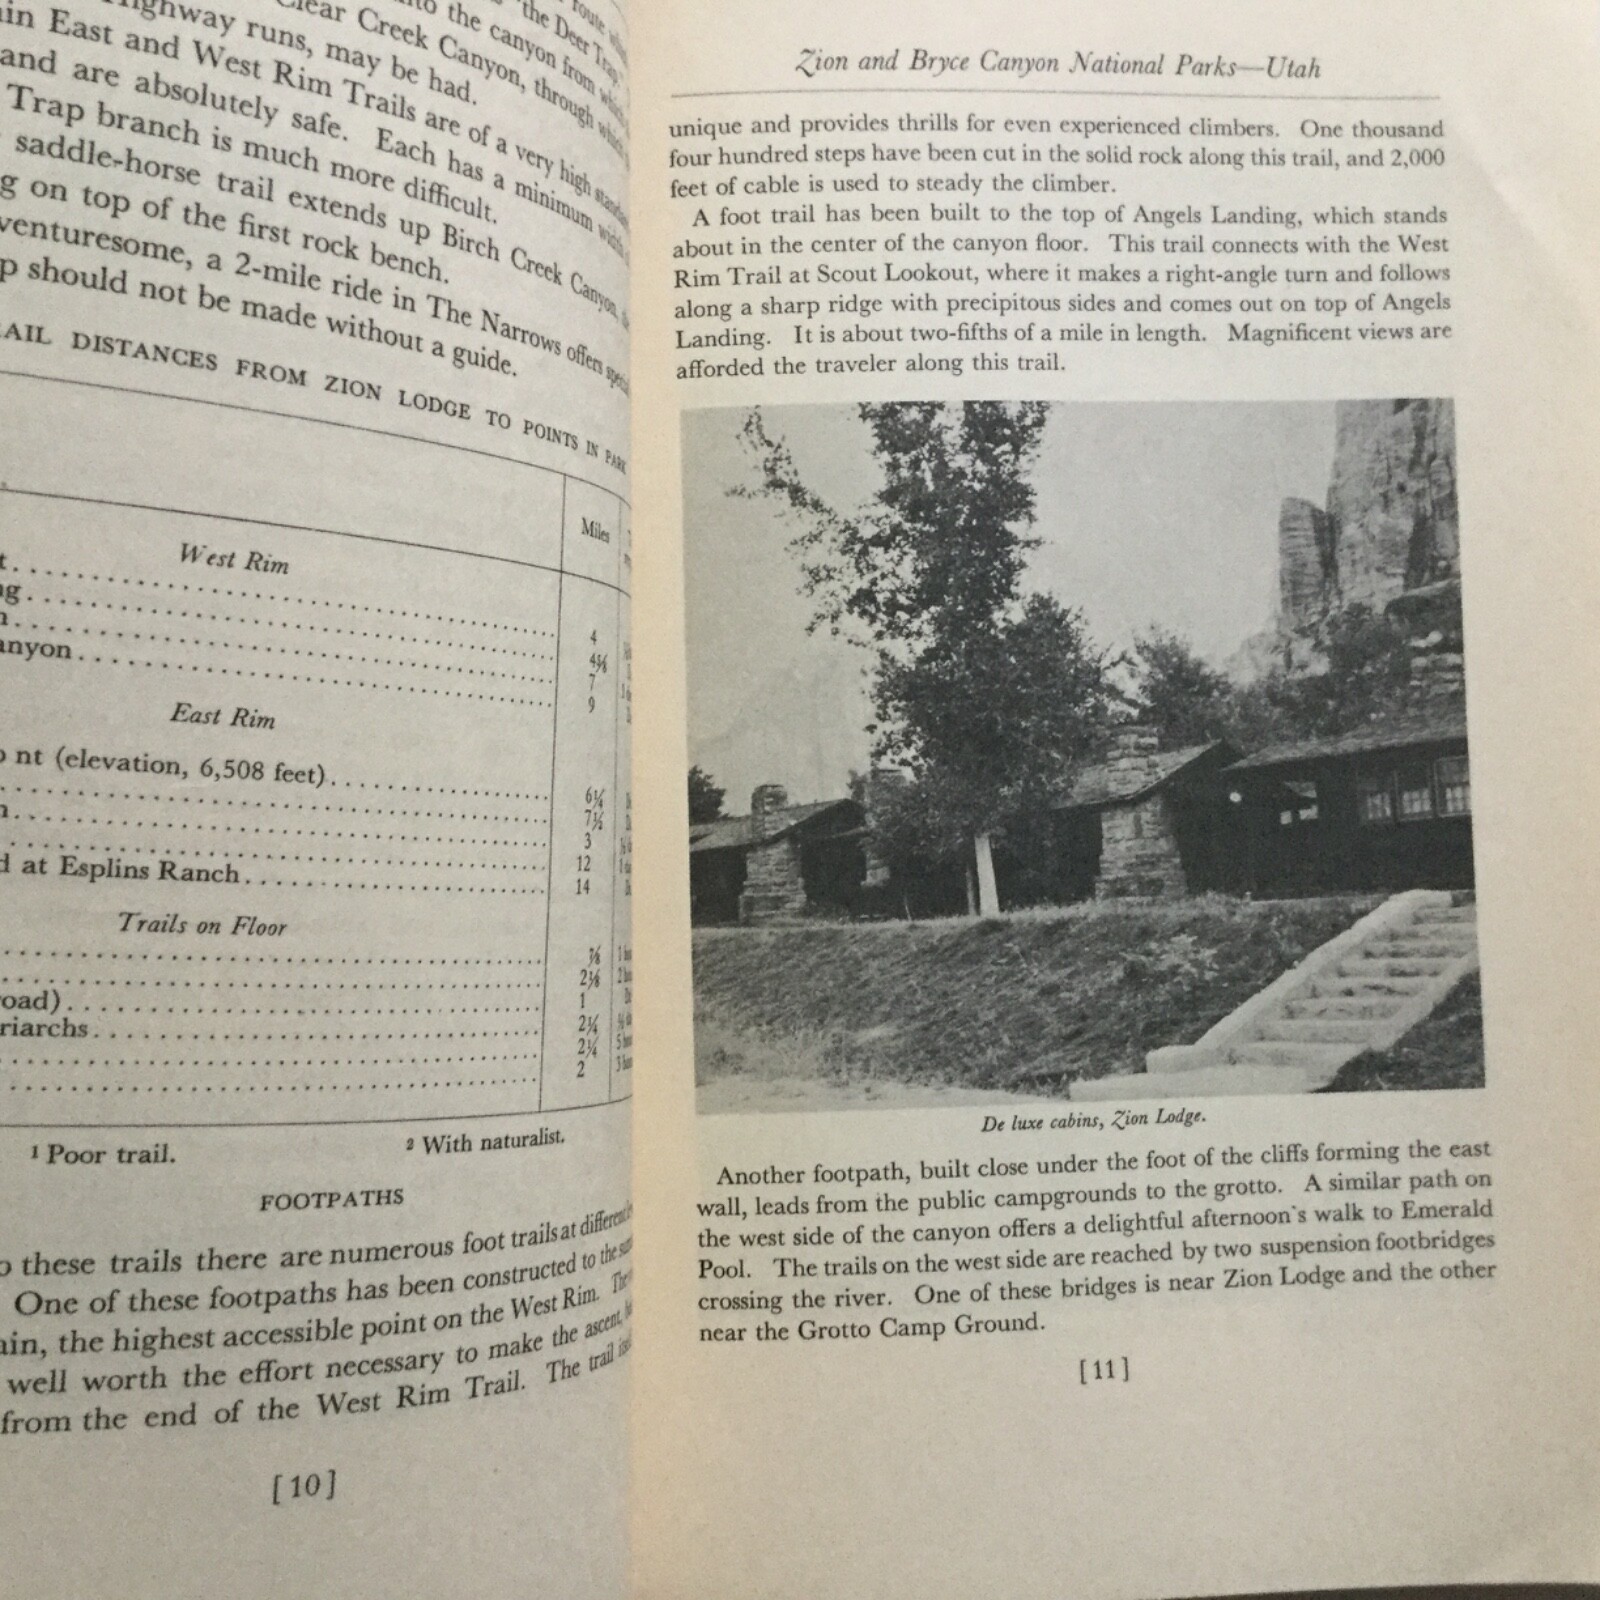 route
the Deer Trap
into the canyon from which
Clear Creek Canyon, through which
Highway runs, may be had.
East and West Rim Trails are of a very high
and are absolutely safe. Each has a minimum width
Trap branch is much more difficult.
saddle-horse trail extends up Birch Creek Canyon,
on top of the first rock bench.
a 2-mile ride in The Narrows offers
should not be made without a guide.
DISTANCES FROM ZION LODGE TO POINTS IN PARK
Miles
West Rim
4
7
9
East Rim
(elevation, 6,508 feet)
6¼
7½
3
12
at Esplins Ranch
14
Trails on Floor
1
2¼
2¼
2
1 Poor trail.
2 With naturalist.
FOOTPATHS
these trails there are numerous foot trails at
One of these footpaths has been constructed to the
the highest accessible point on the West Rim.
well worth the effort necessary to make the ascent,
from the end of the West Rim Trail. The trail
[10]
Zion and Bryce Canyon National Parks—Utah
unique and provides thrills for even experienced climbers. One thousand
four hundred steps have been cut in the solid rock along this trail, and 2,000
feet of cable is used to steady the climber.
A foot trail has been built to the top of Angels Landing, which stands
about in the center of the canyon floor. This trail connects with the West
Rim Trail at Scout Lookout, where it makes a right-angle turn and follows
along a sharp ridge with precipitous sides and comes out on top of Angels
Landing. It is about two-fifths of a mile in length. Magnificent views are
afforded the traveler along this trail.
De luxe cabins, Zion Lodge.
Another footpath, built close under the foot of the cliffs forming the east
wall, leads from the public campgrounds to the grotto. A similar path on
the west side of the canyon offers a delightful afternoon's walk to Emerald
Pool. The trails on the west side are reached by two suspension footbridges
crossing the river. One of these bridges is near Zion Lodge and the other
near the Grotto Camp Ground.
[11]